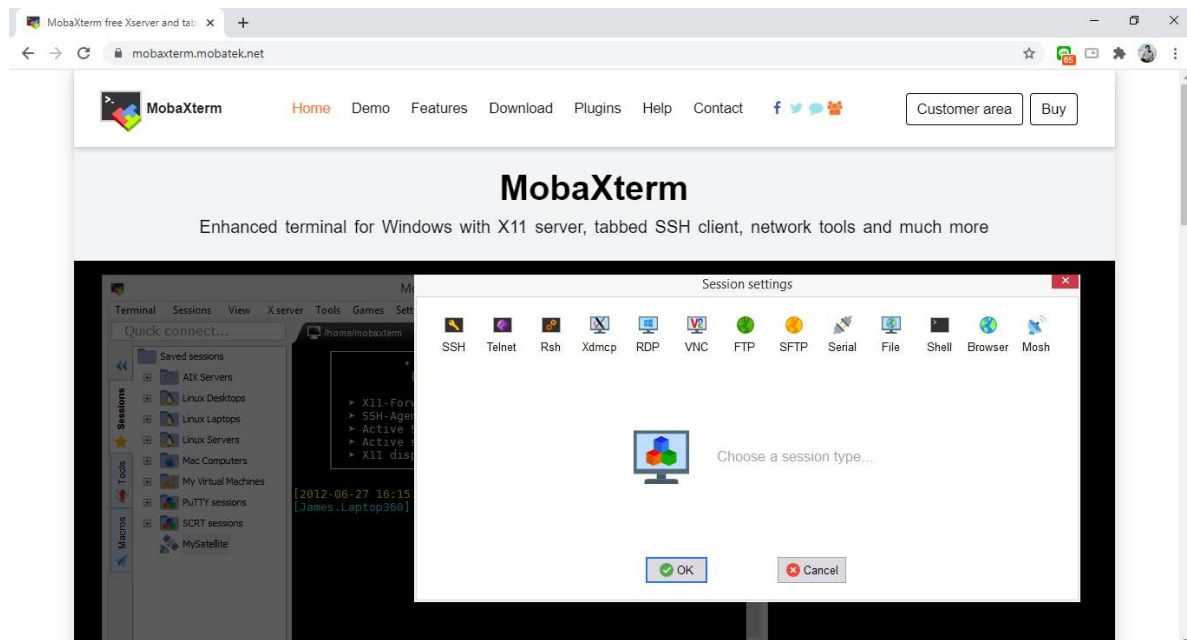 MobaXterm free Xserver and tab
mobaxterm.mobatek.net
65
MobaXterm
Home Demo Features Download Plugins Help Contact
Customer area Buy
MobaXterm
Enhanced terminal for Windows with X11 server, tabbed SSH client, network tools and much more
Session settings
Terminal Sessions View X server Tools Games Sett
Quick connect...
/home/mobaxterm
Saved sessions
AIX Servers
Linux Desktops
Linux Laptops
Linux Servers
Mac Computers
My Virtual Machines
PuTTY sessions
SCRT sessions
MySatellite
Sessions
Tools
Macros
➤ X11-Forw
➤ SSH-Agen
➤ Active S
➤ Active s
➤ X11 disp
[2012-06-27 16:15
[James.Laptop360]
SSH Telnet Rsh Xdmcp RDP VNC FTP SFTP Serial File Shell Browser Mosh
Choose a session type...
OK Cancel